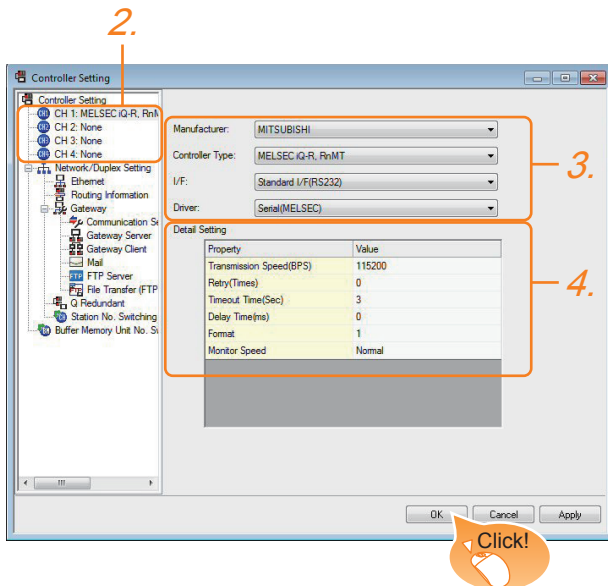 2.
Controller Setting
Controller Setting
CH 1: MELSEC iQ-R, RnM
CH 2: None
CH 3: None
CH 4: None
Network/Duplex Setting
Ethernet
Routing Information
Gateway
Communication Se
Gateway Server
Gateway Client
Mail
FTP FTP Server
File Transfer (FTP
Q Redundant
Station No. Switching
Buffer Memory Unit No. Sw
Manufacturer: MITSUBISHI
Controller Type: MELSEC iQ-R, RnMT
I/F: Standard I/F(RS232)
Driver: Serial(MELSEC)
3.
Detail Setting
Property Value
Transmission Speed(BPS) 115200
Retry(Times) 0
Timeout Time(Sec) 3
Delay Time(ms) 0
Format 1
Monitor Speed Normal
4.
OK Cancel Apply
Click!